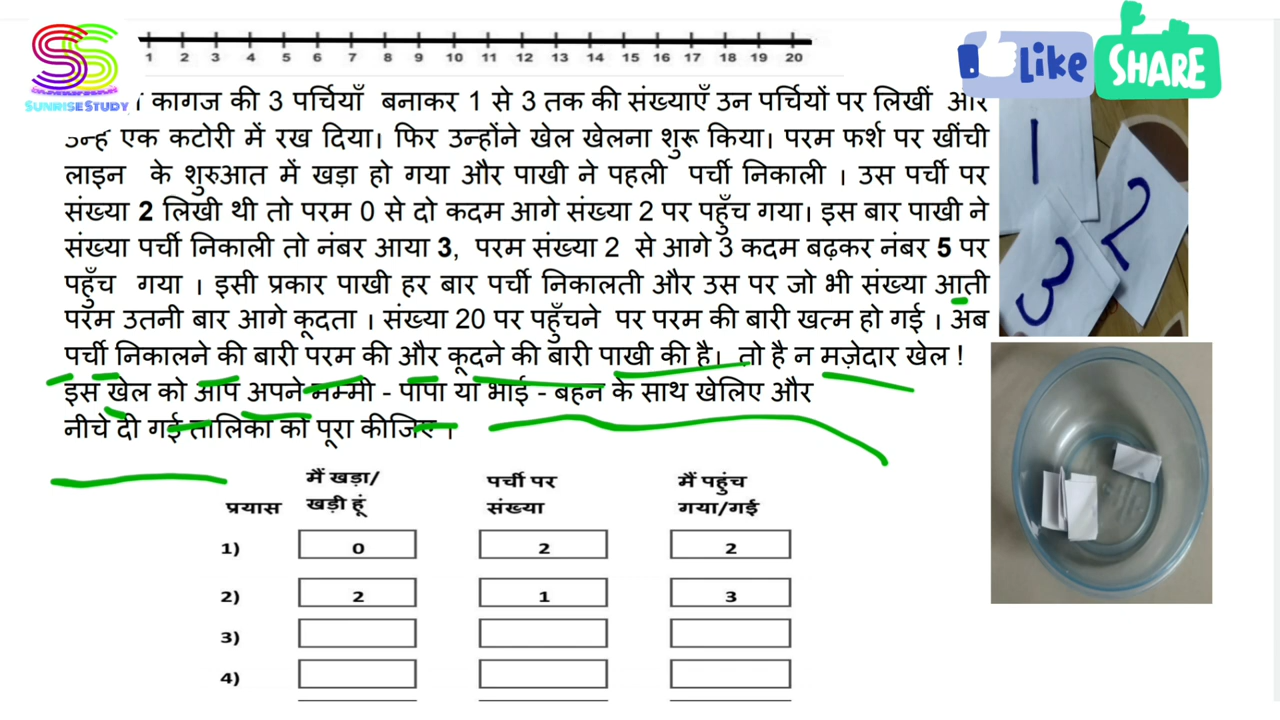 SS
SUNRISESTUDY
1 2 3 4 5 6 7 8 9 10 11 12 13 14 15 16 17 18 19 20
Like
SHARE
कागज की 3 पर्चियाँ बनाकर 1 से 3 तक की संख्याएँ उन पर्चियों पर लिखीं और
उन्हें एक कटोरी में रख दिया। फिर उन्होंने खेल खेलना शुरू किया। परम फर्श पर खींची
लाइन के शुरुआत में खड़ा हो गया और पाखी ने पहली पर्ची निकाली । उस पर्ची पर
संख्या 2 लिखी थी तो परम 0 से दो कदम आगे संख्या 2 पर पहुँच गया। इस बार पाखी ने
संख्या पर्ची निकाली तो नंबर आया 3, परम संख्या 2 से आगे 3 कदम बढ़कर नंबर 5 पर
पहुँच गया । इसी प्रकार पाखी हर बार पर्ची निकालती और उस पर जो भी संख्या आती
परम उतनी बार आगे कूदता । संख्या 20 पर पहुँचने पर परम की बारी खत्म हो गई । अब
पर्ची निकालने की बारी परम की और कूदने की बारी पाखी की है। तो है न मज़ेदार खेल !
इस खेल को आप अपने मम्मी - पापा या भाई - बहन के साथ खेलिए और
नीचे दी गई तालिका को पूरा कीजिए ।
1
2
3
प्रयास मैं खड़ा/ खड़ी हूं पर्ची पर संख्या मैं पहुंच गया/गई
1) 0 2 2
2) 2 1 3
3)
4)